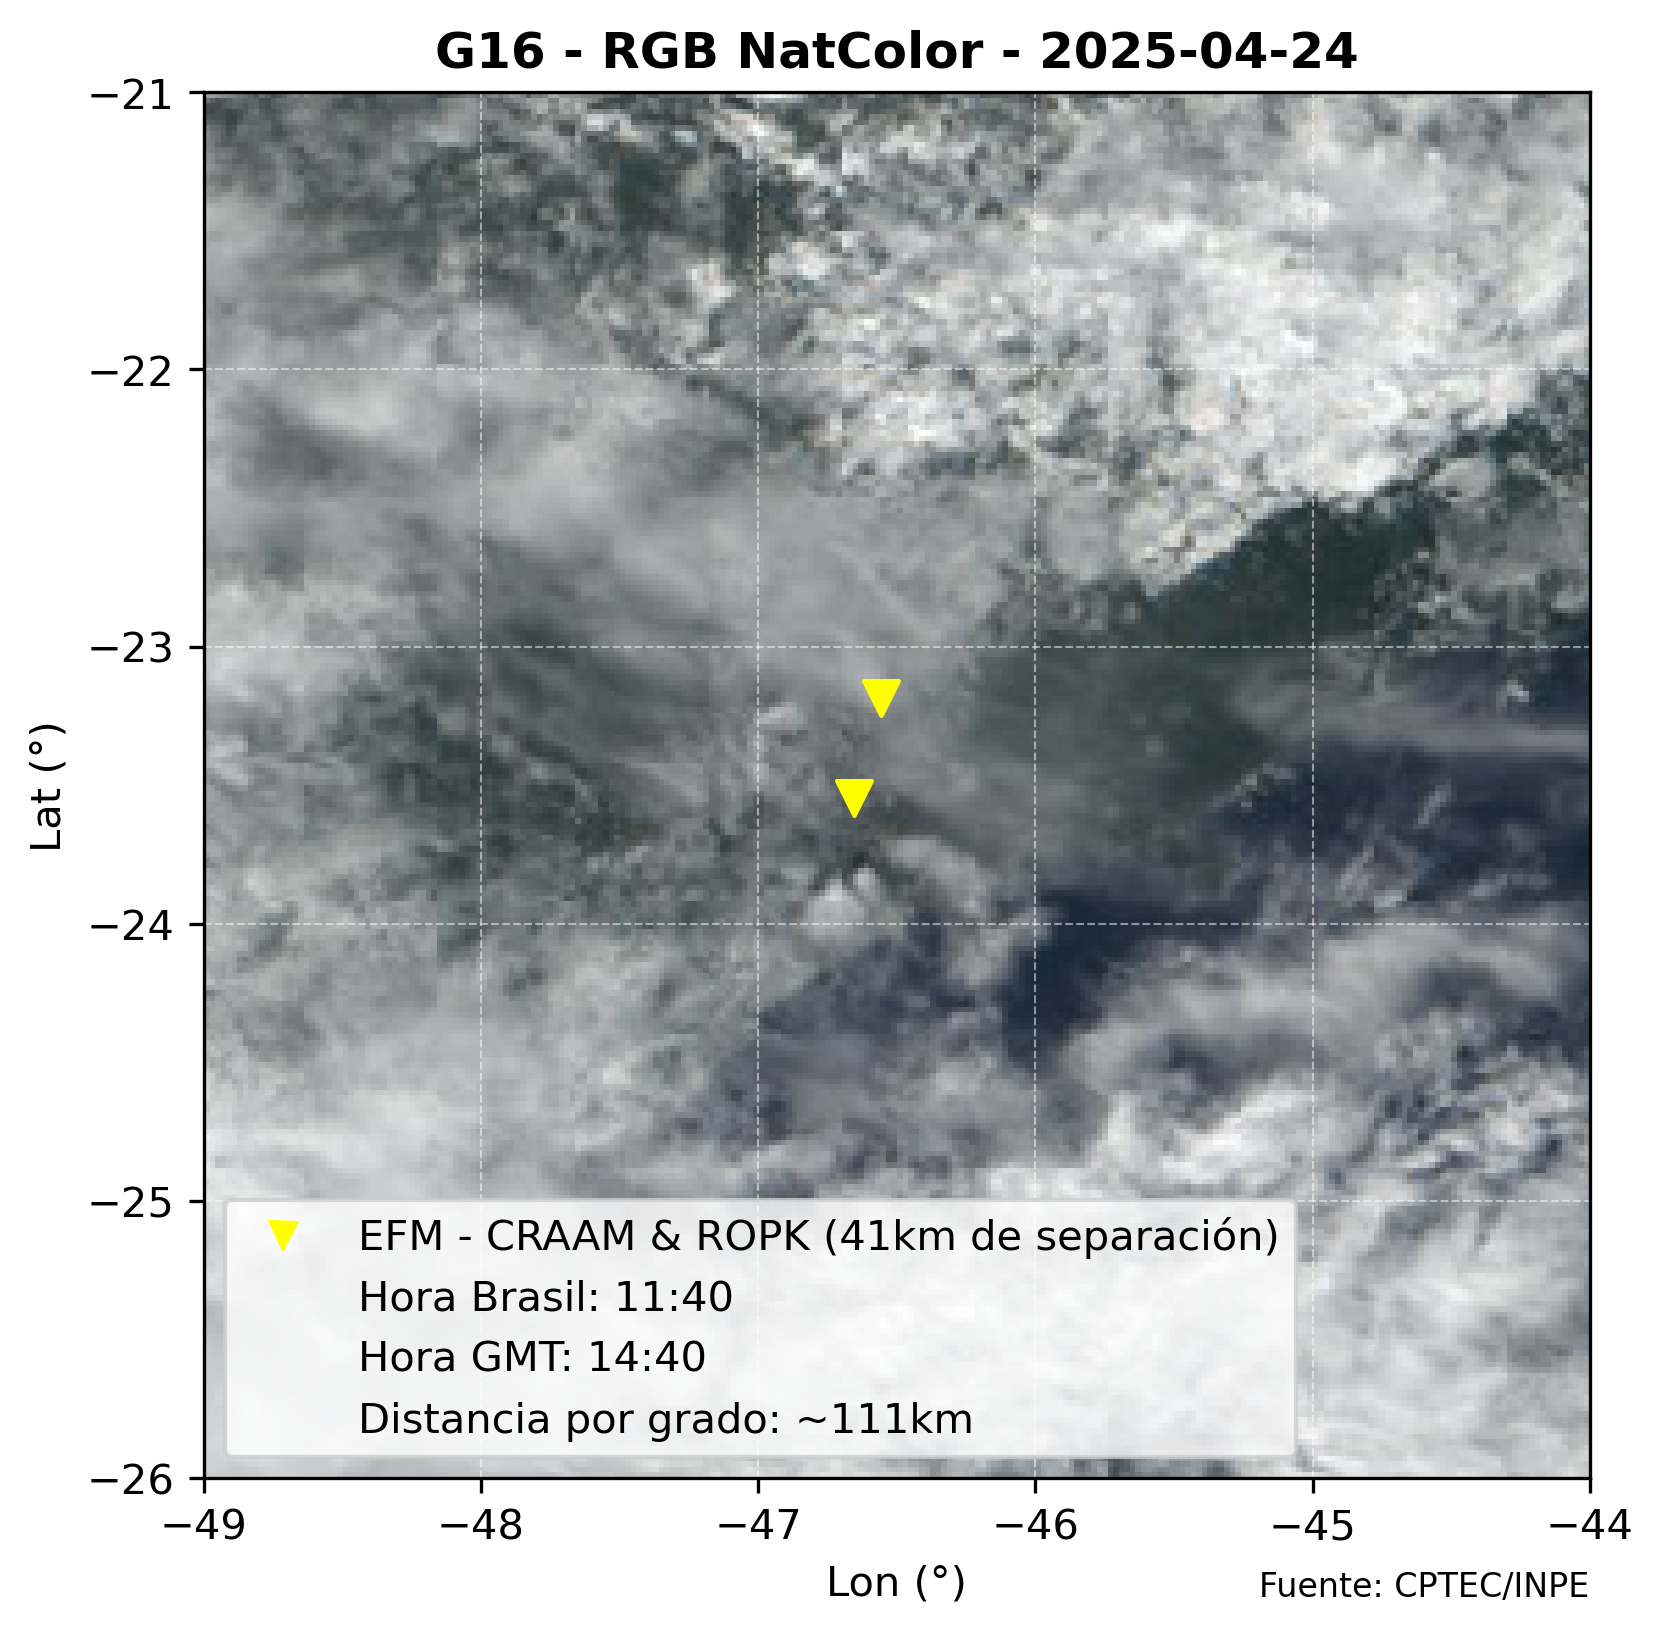 G16 - RGB NatColor - 2025-04-24
−21
−22
−23
−24
−25
−26
Lat (°)
EFM - CRAAM & ROPK (41km de separación)
Hora Brasil: 11:40
Hora GMT: 14:40
Distancia por grado: ~111km
−49 −48 −47 −46 −45 −44
Lon (°)
Fuente: CPTEC/INPE